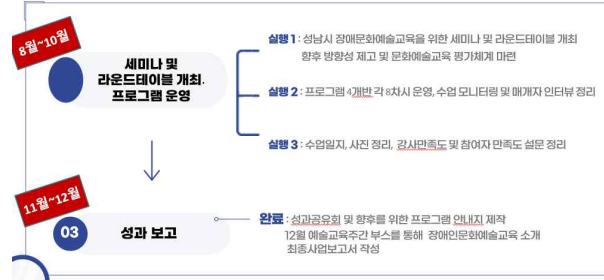 8월~10월
세미나 및
라운드테이블 개최.
프로그램 운영
실행 1 : 성남시 장애문화예술교육을 위한 세미나 및 라운드테이블 개최
향후 방향성 제고 및 문화예술교육 평가체계 마련
실행 2 : 프로그램 4개반 각 8차시 운영, 수업 모니터링 및 매개자 인터뷰 정리
실행 3 : 수업일지, 사진 정리, 강사만족도 및 참여자 만족도 설문 정리
11월~12월
03
성과 보고
완료 : 성과공유회 및 향후를 위한 프로그램 안내지 제작
12월 예술교육주간 부스를 통해 장애인문화예술교육 소개
최종사업보고서 작성